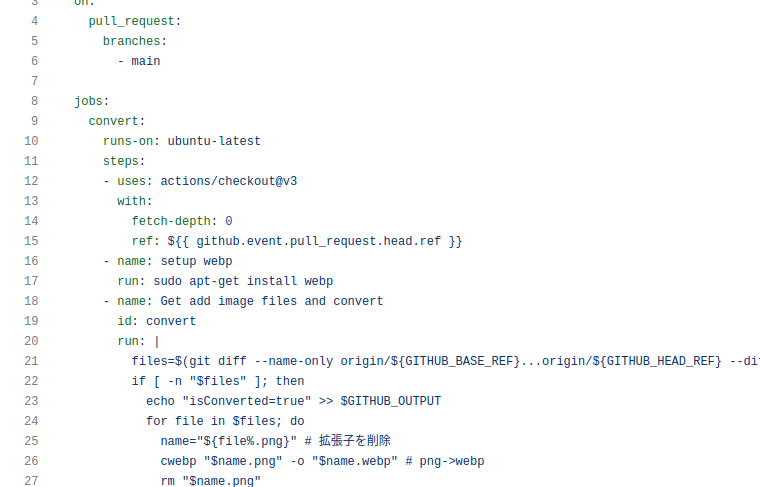 3 on:
4 pull_request:
5 branches:
6 - main
7
8 jobs:
9 convert:
10 runs-on: ubuntu-latest
11 steps:
12 - uses: actions/checkout@v3
13 with:
14 fetch-depth: 0
15 ref: ${{ github.event.pull_request.head.ref }}
16 - name: setup webp
17 run: sudo apt-get install webp
18 - name: Get add image files and convert
19 id: convert
20 run: |
21 files=$(git diff --name-only origin/${GITHUB_BASE_REF}...origin/${GITHUB_HEAD_REF}
22 if [ -n "$files" ]; then
23 echo "isConverted=true" >> $GITHUB_OUTPUT
24 for file in $files; do
25 name="${file%.png}" # 拡張子を削除
26 cwebp "$name.png" -o "$name.webp" # png->webp
27 rm "$name.png"